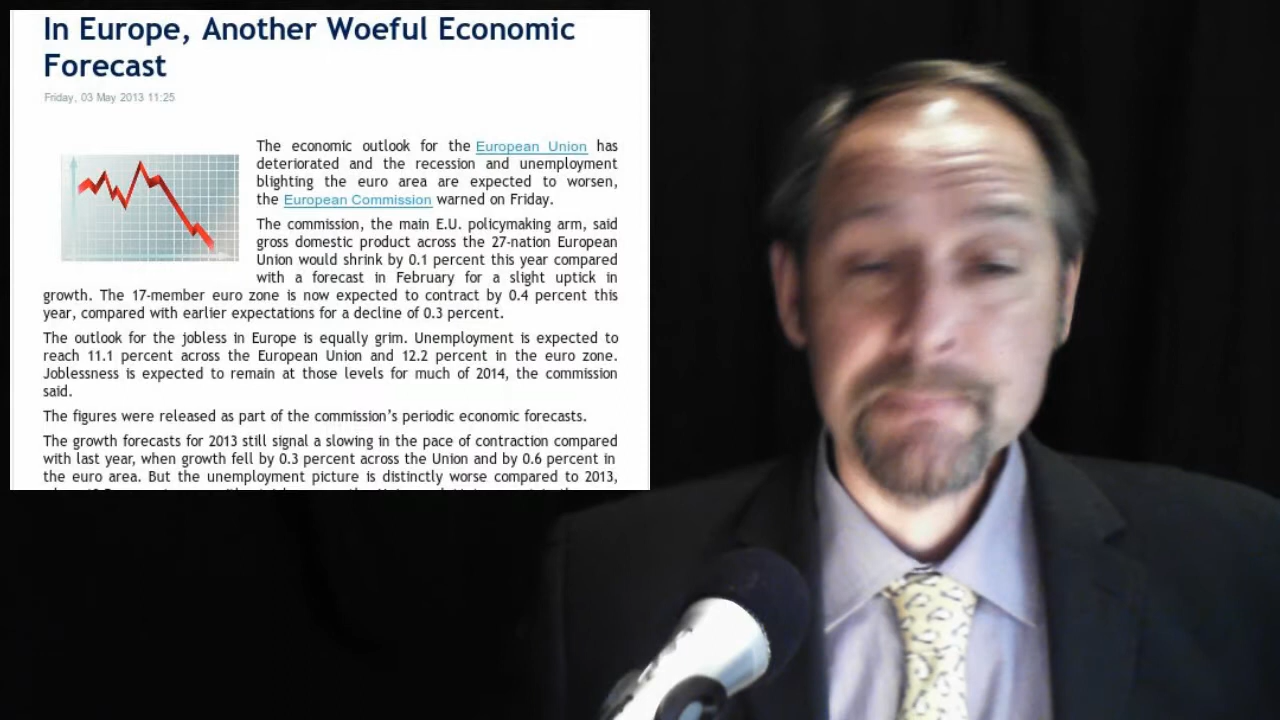 In Europe, Another Woeful Economic
Forecast
Friday, 03 May 2013 11:25
The economic outlook for the European Union has
deteriorated and the recession and unemployment
blighting the euro area are expected to worsen,
the European Commission warned on Friday.
The commission, the main E.U. policymaking arm, said
gross domestic product across the 27-nation European
Union would shrink by 0.1 percent this year compared
with a forecast in February for a slight uptick in
growth. The 17-member euro zone is now expected to contract by 0.4 percent this
year, compared with earlier expectations for a decline of 0.3 percent.
The outlook for the jobless in Europe is equally grim. Unemployment is expected to
reach 11.1 percent across the European Union and 12.2 percent in the euro zone.
Joblessness is expected to remain at those levels for much of 2014, the commission
said.
The figures were released as part of the commission's periodic economic forecasts.
The growth forecasts for 2013 still signal a slowing in the pace of contraction compared
with last year, when growth fell by 0.3 percent across the Union and by 0.6 percent in
the euro area. But the unemployment picture is distinctly worse compared to 2013,